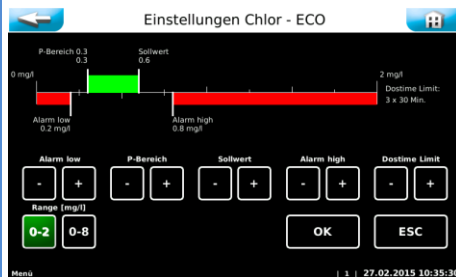 Einstellungen Chlor - ECO
P-Bereich 0.3
0.3
Sollwert
0.6
0 mg/l
2 mg/l
Dostime Limit:
3 x 30 Min.
Alarm low
0.2 mg/l
Alarm high
0.8 mg/l
Alarm low
P-Bereich
Sollwert
Alarm high
Dostime Limit
- + - + - + - + - +
Range [mg/l]
0-2 0-8
OK
ESC
Menü
| 1 | 27.02.2015 10:35:30